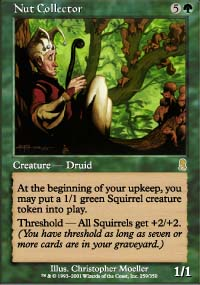 Nut Collector 5
Creature — Druid
At the beginning of your upkeep, you
may put a 1/1 green Squirrel creature
token into play.
Threshold — All Squirrels get +2/+2.
(You have threshold as long as seven or
more cards are in your graveyard.)
Illus. Christopher Moeller
™ & © 1993-2001 Wizards of the Coast, Inc. 259/350
1/1